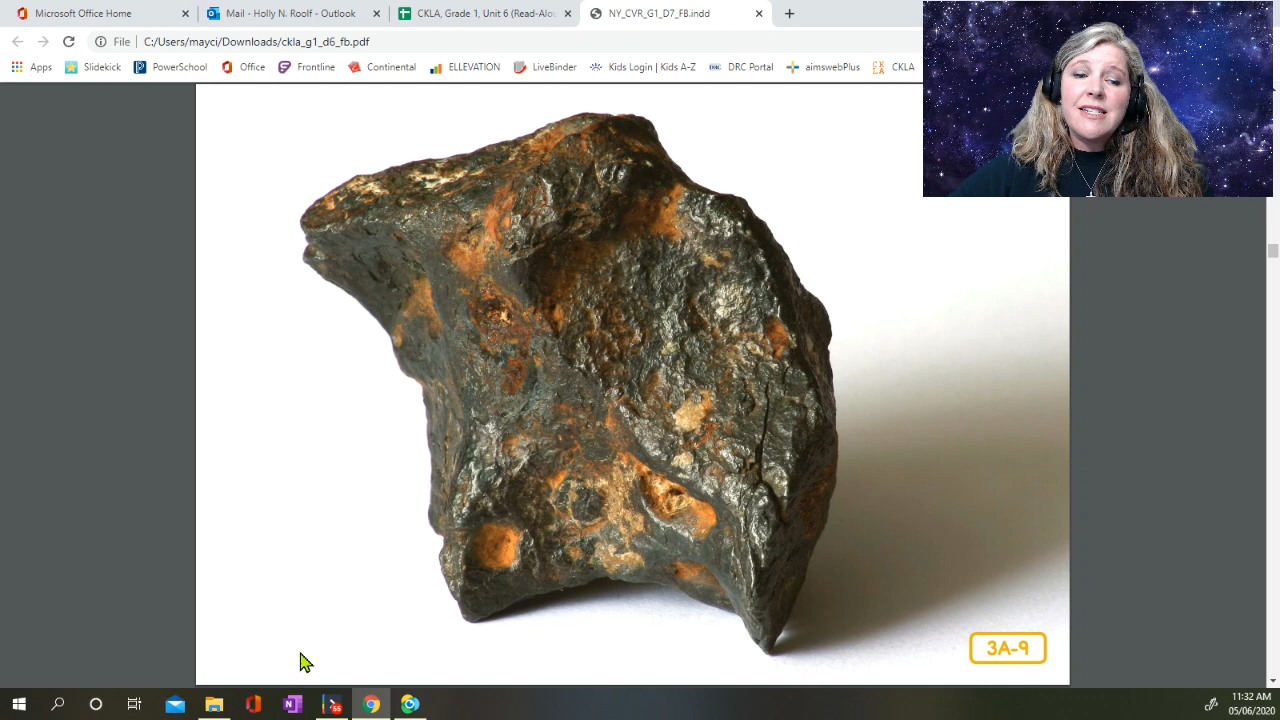 Microsoft Office Home
Mail - Holly N. Roolf - Outlook
CKLA, Grade 1, Unit 6 (Read-Alou
NY_CVR_G1_D7_FB.indd
File
C:/Users/mayci/Downloads/ckla_g1_d6_fb.pdf
Apps
Slidekick
PowerSchool
Office
Frontline
Continental
ELLEVATION
LiveBinder
Kids Login | Kids A-Z
DRC Portal
aimswebPlus
CKLA
3A-9
11:32 AM
05/06/2020